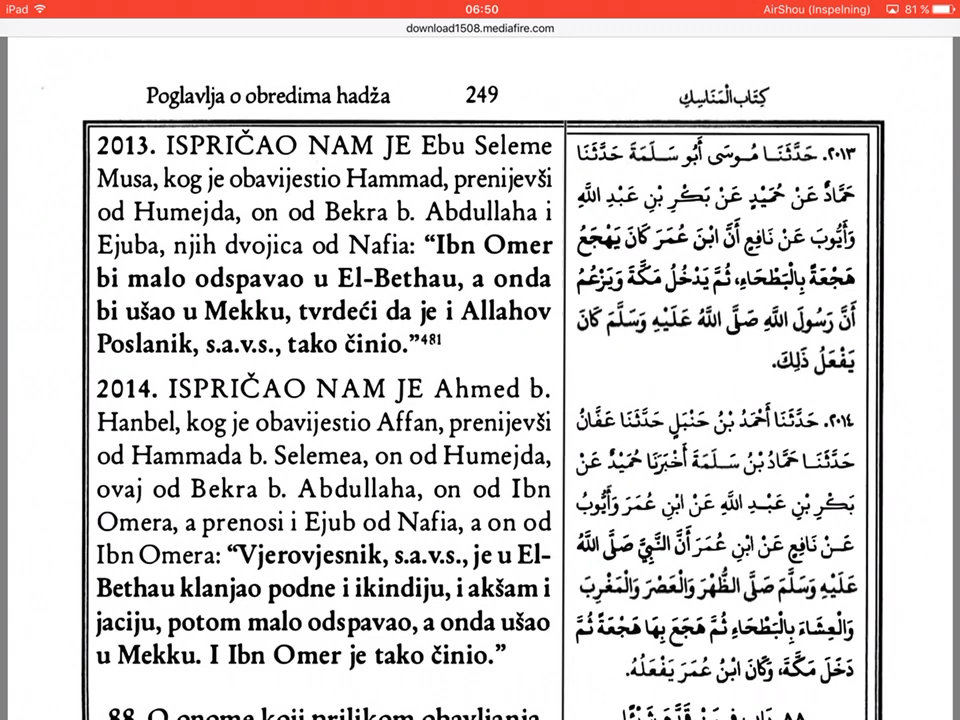 iPad 06:50 AirShou (Inspelning) 81 %
download1508.mediafire.com
Poglavlja o obredima hadža 249 كِتَابُ الْمَنَاسِكِ
2013. ISPRIČAO NAM JE Ebu Seleme
Musa, kog je obavijestio Hammad, prenijevši
od Humejda, on od Bekra b. Abdullaha i
Ejuba, njih dvojica od Nafia: “Ibn Omer
bi malo odspavao u El-Bethau, a onda
bi ušao u Mekku, tvrdeći da je i Allahov
Poslanik, s.a.v.s., tako činio.”481
2014. ISPRIČAO NAM JE Ahmed b.
Hanbel, kog je obavijestio Affan, prenijevši
od Hammada b. Selemea, on od Humejda,
ovaj od Bekra b. Abdullaha, on od Ibn
Omera, a prenosi i Ejub od Nafia, a on od
Ibn Omera: “Vjerovjesnik, s.a.v.s., je u El-
Bethau klanjao podne i ikindiju, i akšam i
jaciju, potom malo odspavao, a onda ušao
u Mekku. I Ibn Omer je tako činio.”
88. O onome koji prilikom obavljanja
٢٠١٣. حَدَّثَنَا مُوسَى أَبُو سَلَمَةَ حَدَّثَنَا
حَمَّادٌ عَنْ حُمَيْدٍ عَنْ بَكْرِ بْنِ عَبْدِ اللَّهِ
وَأَيُّوبَ عَنْ نَافِعٍ أَنَّ ابْنَ عُمَرَ كَانَ يَهْجَعُ
هَجْعَةً بِالْبَطْحَاءِ، ثُمَّ يَدْخُلُ مَكَّةَ وَيَزْعُمُ
أَنَّ رَسُولَ اللَّهِ صَلَّى اللَّهُ عَلَيْهِ وَسَلَّمَ كَانَ
يَفْعَلُ ذَلِكَ.
٢٠١٤. حَدَّثَنَا أَحْمَدُ بْنُ حَنْبَلٍ حَدَّثَنَا عَفَّانُ
حَدَّثَنَا حَمَّادُ بْنُ سَلَمَةَ أَخْبَرَنَا حُمَيْدٌ عَنْ
بَكْرِ بْنِ عَبْدِ اللَّهِ عَنِ ابْنِ عُمَرَ وَأَيُّوبُ
عَنْ نَافِعٍ عَنِ ابْنِ عُمَرَ أَنَّ النَّبِيَّ صَلَّى اللَّهُ
عَلَيْهِ وَسَلَّمَ صَلَّى الظُّهْرَ وَالْعَصْرَ وَالْمَغْرِبَ
وَالْعِشَاءَ بِالْبَطْحَاءِ ثُمَّ هَجَعَ بِهَا هَجْعَةً ثُمَّ
دَخَلَ مَكَّةَ، وَكَانَ ابْنُ عُمَرَ يَفْعَلُهُ.